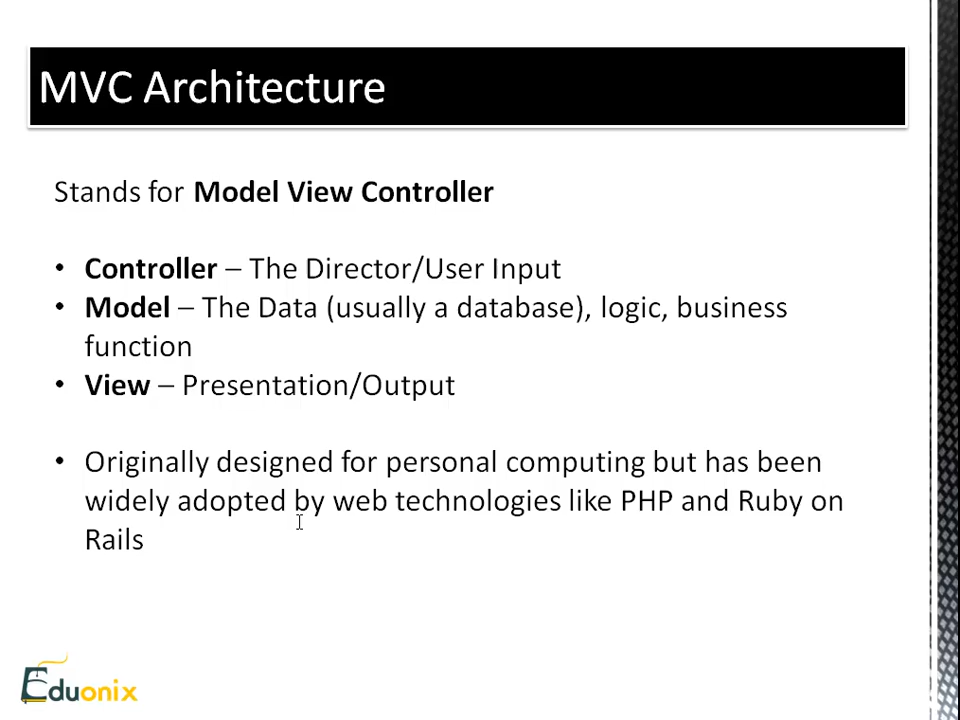 MVC Architecture
Stands for Model View Controller
• Controller – The Director/User Input
• Model – The Data (usually a database), logic, business
function
• View – Presentation/Output
• Originally designed for personal computing but has been
widely adopted by web technologies like PHP and Ruby on
Rails
Eduonix